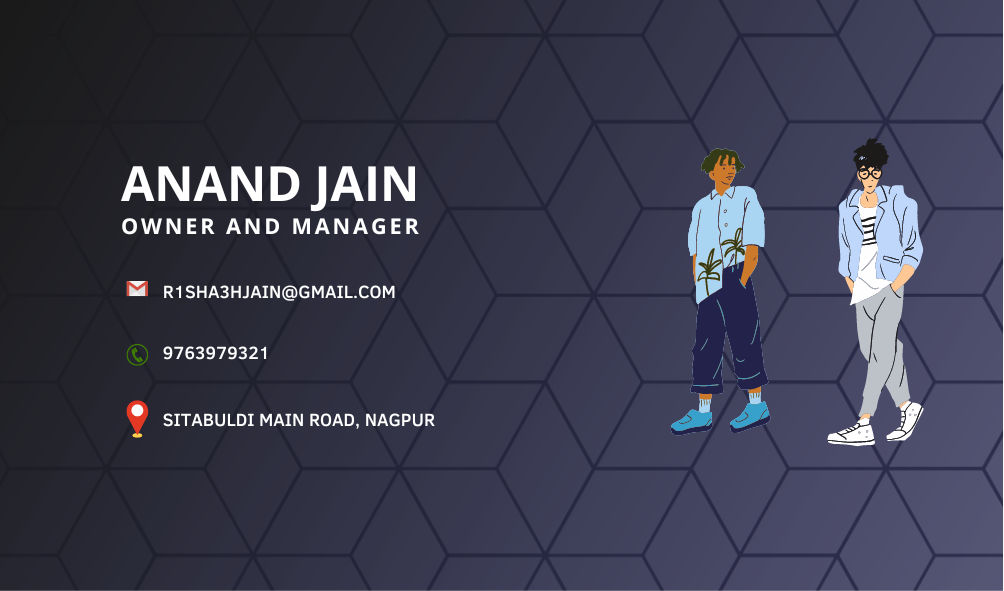 ANAND JAIN
OWNER AND MANAGER
R1SHA3HJAIN@GMAIL.COM
9763979321
SITABULDI MAIN ROAD, NAGPUR